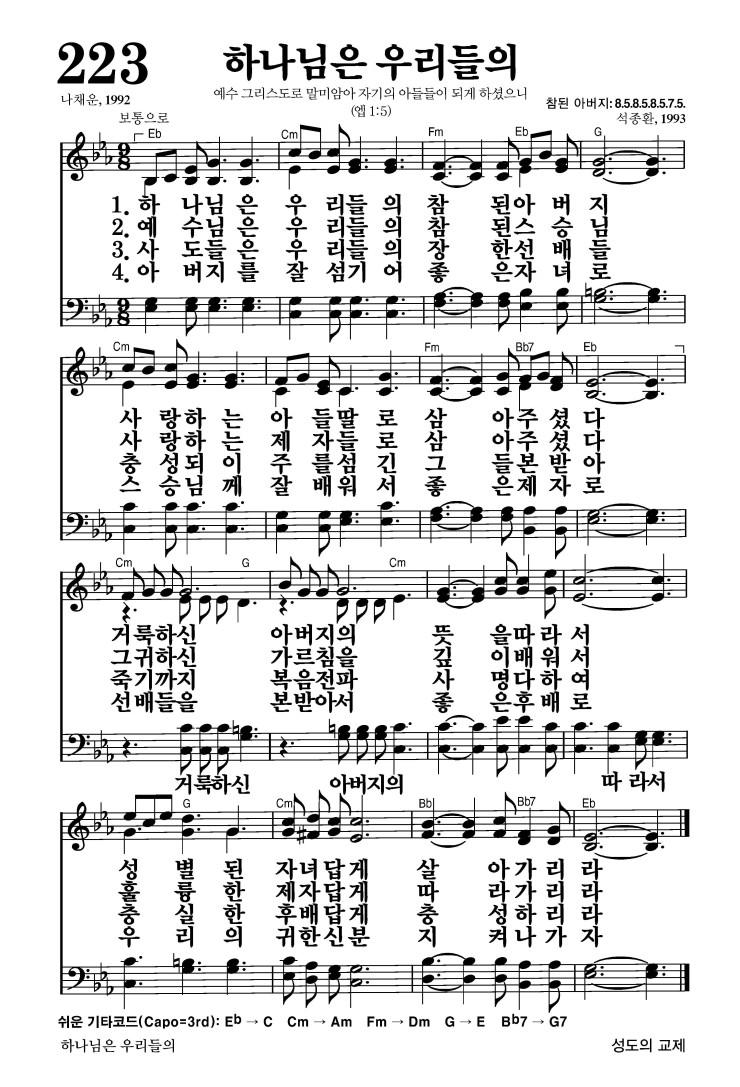 223
하나님은 우리들의
예수 그리스도로 말미암아 자기의 아들들이 되게 하셨으니
(엡 1:5)
나채운, 1992
참된 아버지: 8.5.8.5.8.5.7.5.
보통으로
석종환, 1993
Eb Cm Fm Eb G
9 8
1. 하 나님 은 우 리들 의 참 된아 버 지
2. 예 수님 은 우 리들 의 참 된스 승 님
3. 사 도들 은 우 리들 의 장 한선 배 들
4. 아 버지 를 잘 섬기 어 좋 은자 녀 로
9 8
Cm Fm Bb7 Eb
사 랑하 는 아 들딸 로 삼 아주 셨 다
사 랑하 는 제 자들 로 삼 아주 셨 다
충 성되 이 주 를섬 긴 그 들본 받 아
스 승님 께 잘 배워 서 좋 은제 자 로
Cm G Cm
거룩하신 아버지의 뜻 을따 라 서
그귀하신 가르침을 깊 이배 워 서
죽기까지 복음전파 사 명다 하 여
선배들을 본받아서 좋 은후 배 로
거룩하신 아버지의 따 라서
G Cm Bb Bb7 Eb
성 별 된 자녀답게 살 아가 리 라
훌 륭 한 제자답게 따 라가 리 라
충 실 한 후배답게 충 성하 리 라
우 리 의 귀한신분 지 켜나 가 자
쉬운 기타코드(Capo=3rd): Eb → C Cm → Am Fm → Dm G → E Bb7 → G7
하나님은 우리들의
성도의 교제